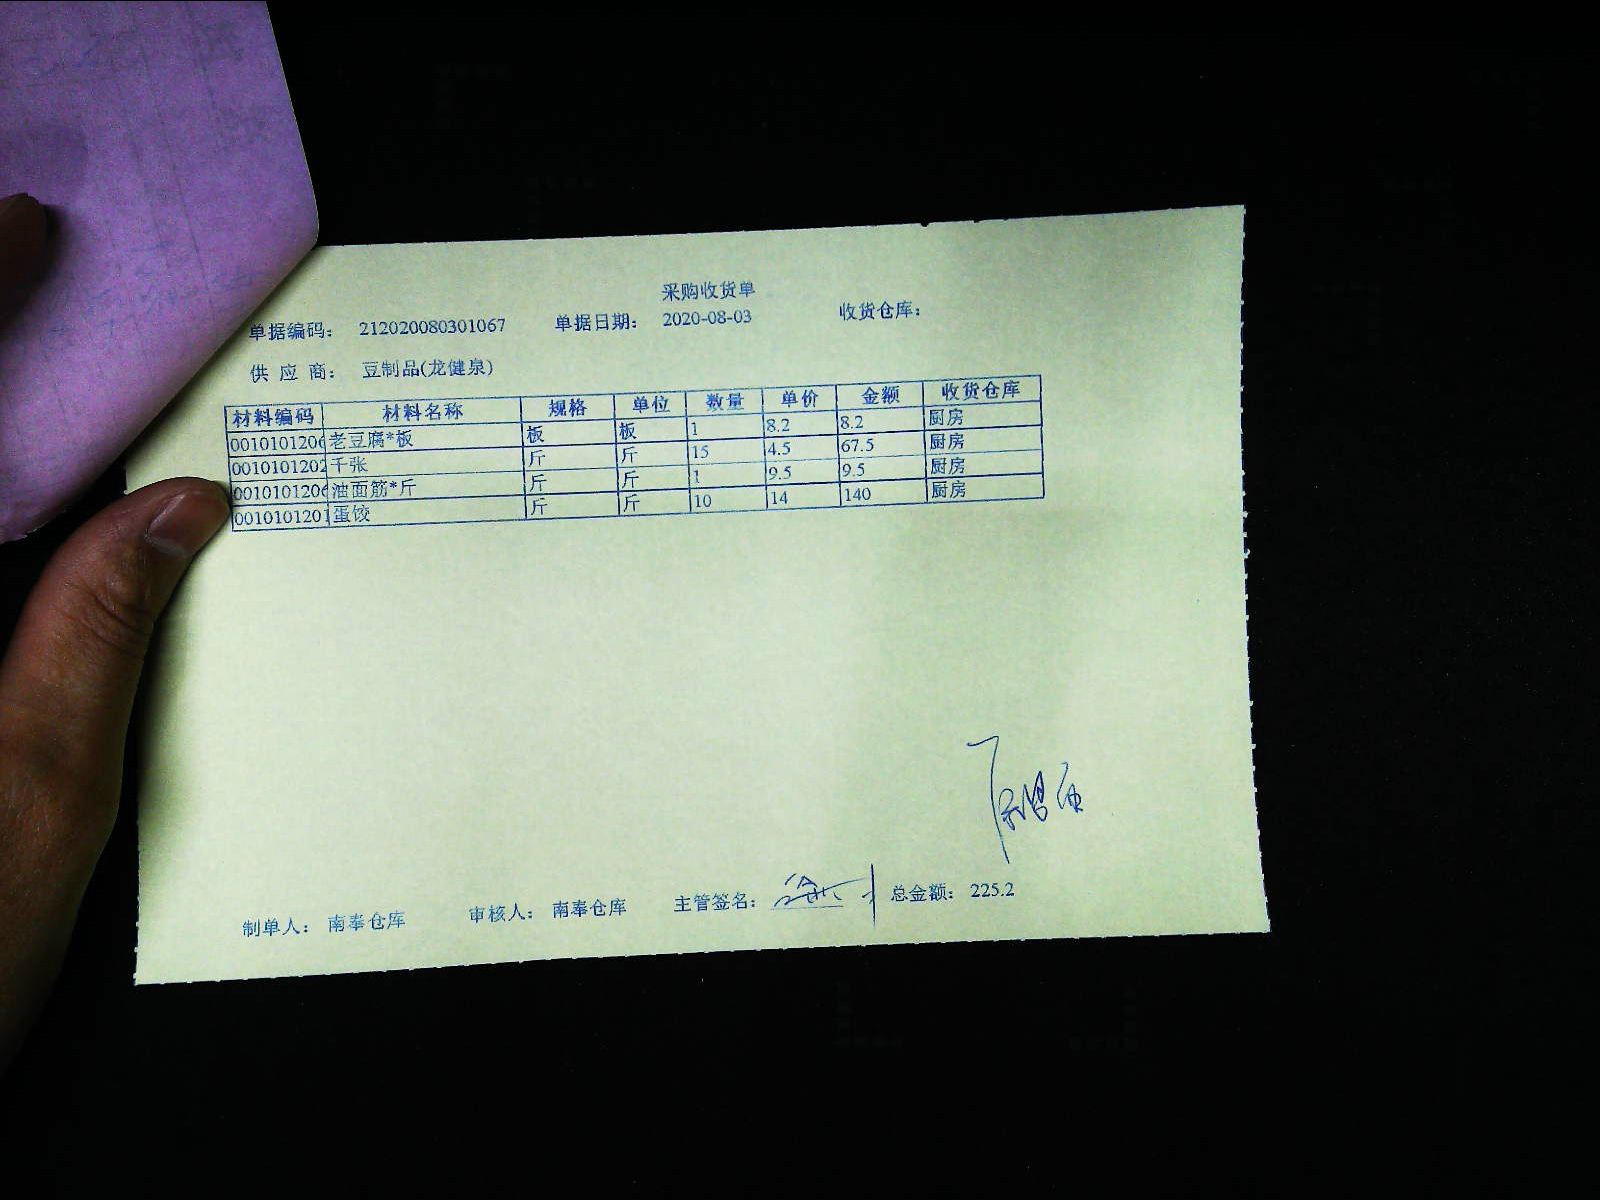 采购收货单
单据编码： 212020080301067 单据日期： 2020-08-03 收货仓库：
供 应 商： 豆制品(龙健泉)
材料编码 材料名称 规格 单位 数量 单价 金额 收货仓库
0010101206 老豆腐*板 板 板 1 8.2 8.2 厨房
0010101202 千张 斤 斤 15 4.5 67.5 厨房
0010101206 油面筋*斤 斤 斤 1 9.5 9.5 厨房
0010101201 蛋饺 斤 斤 10 14 140 厨房
制单人： 南奉仓库 审核人： 南奉仓库 主管签名： 总金额： 225.2